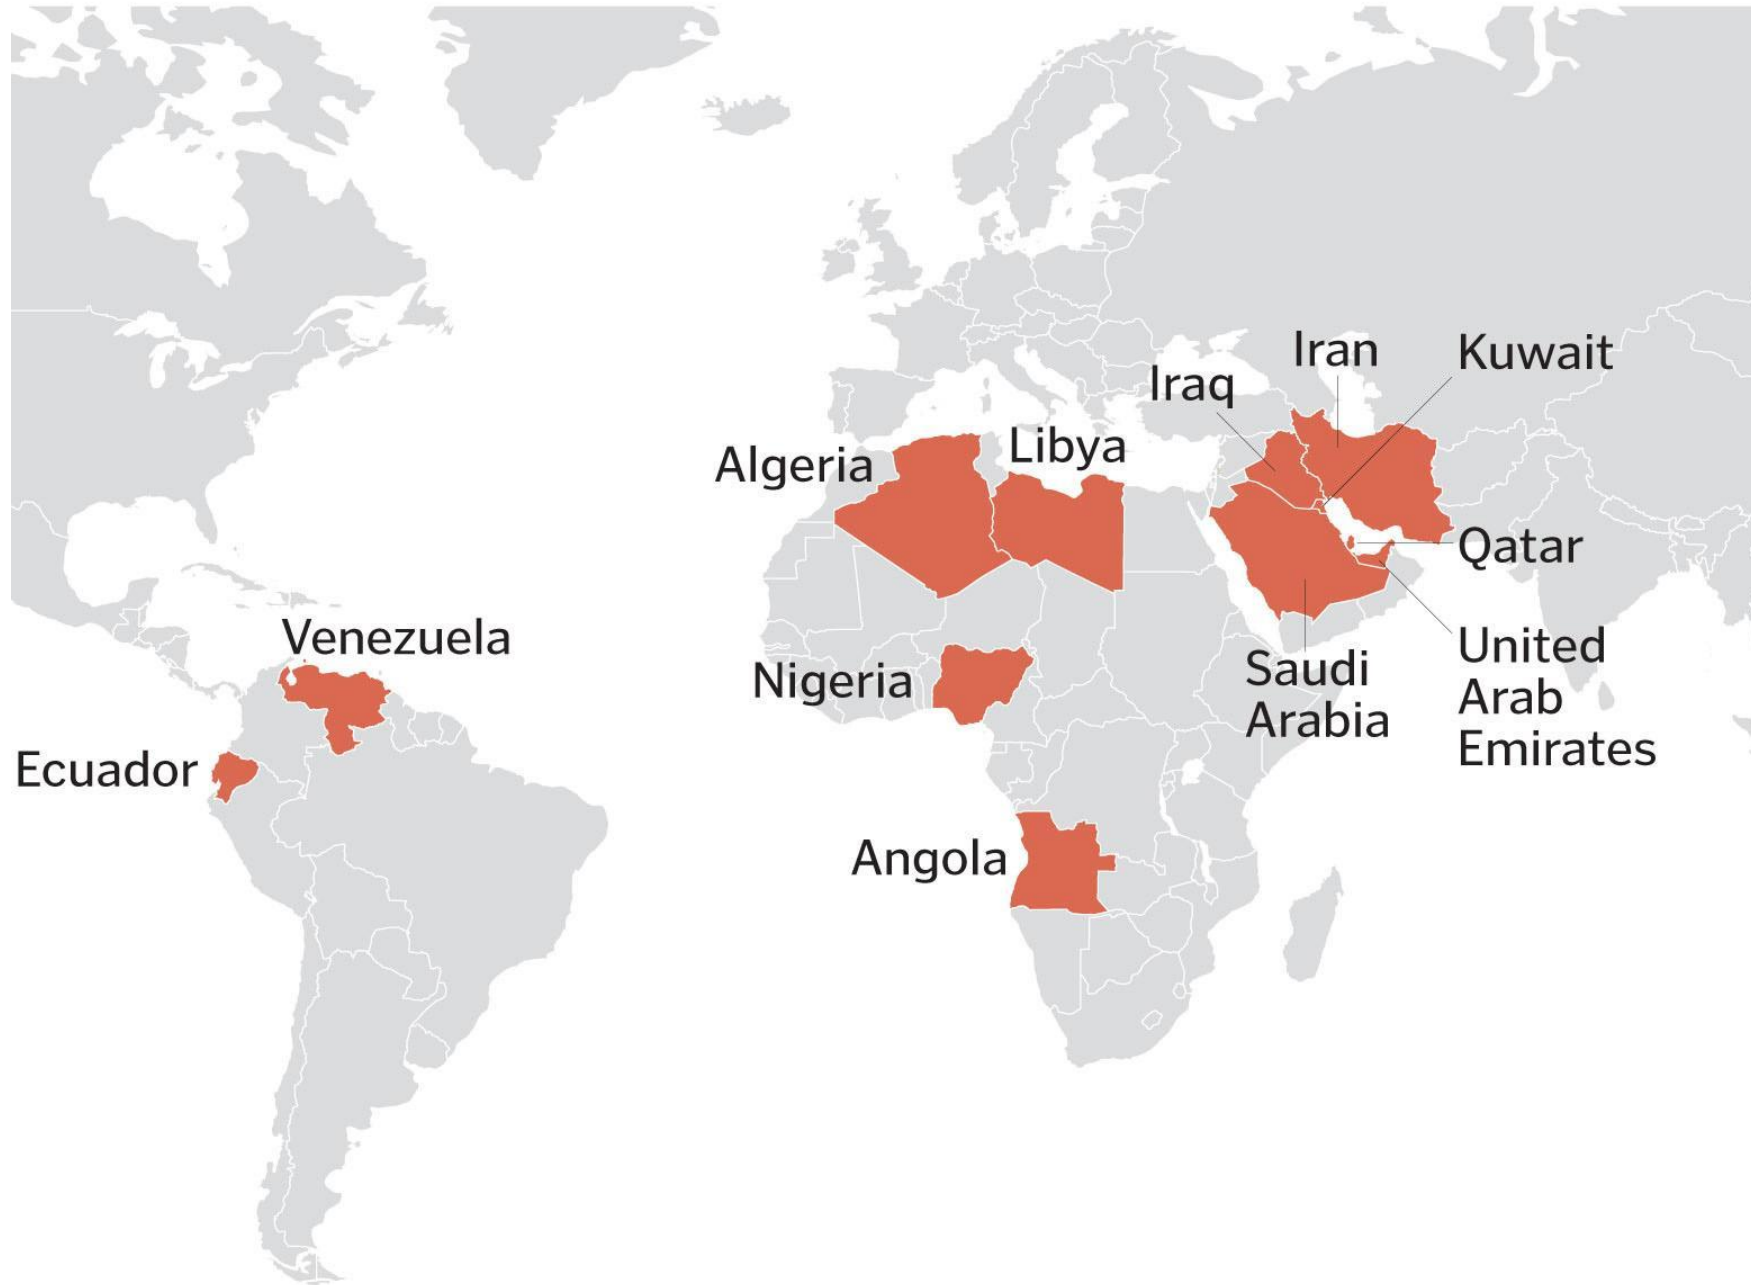 Iran
Kuwait
Iraq
Libya
Algeria
Qatar
Venezuela
United
Arab
Emirates
Saudi
Arabia
Nigeria
Ecuador
Angola